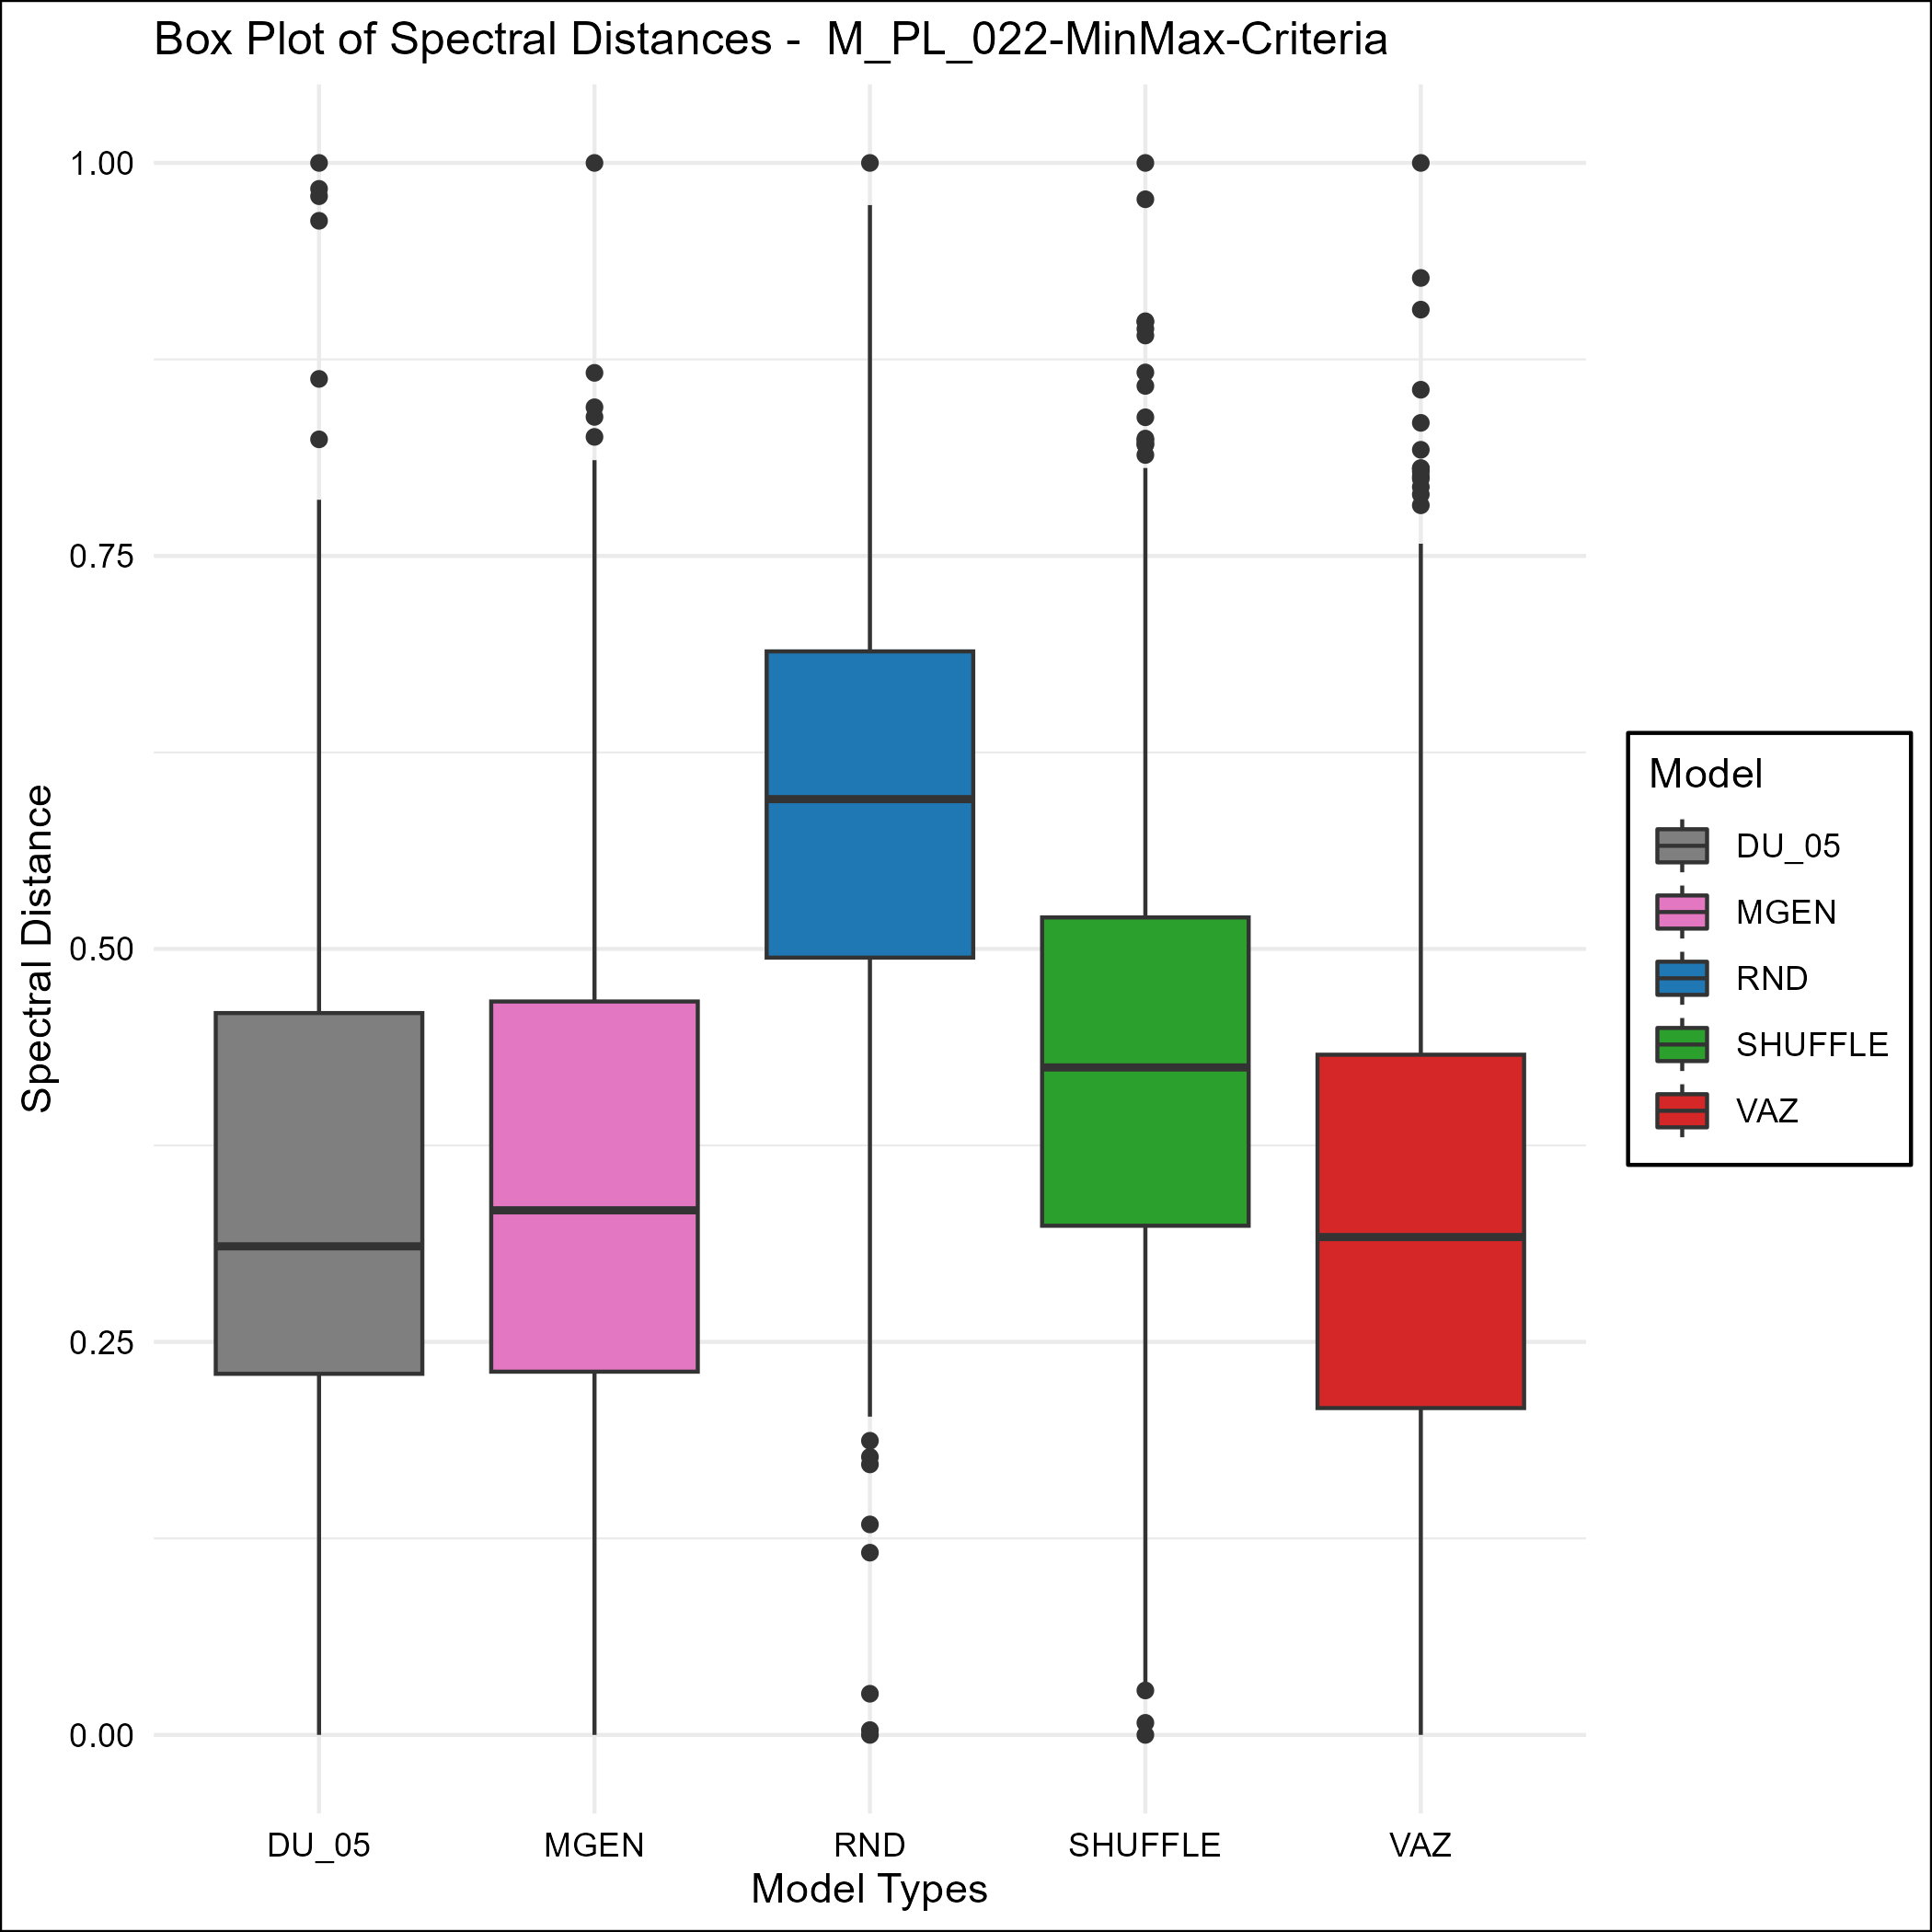 Box Plot of Spectral Distances -  M_PL_022-MinMax-Criteria
1.00
0.75
0.50
0.25
0.00
Spectral Distance
DU_05
MGEN
RND
SHUFFLE
VAZ
Model Types
Model
DU_05
MGEN
RND
SHUFFLE
VAZ